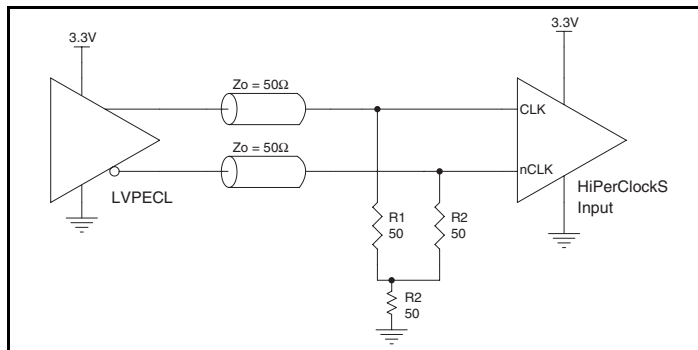 3.3V
3.3V
Zo = 50Ω
CLK
Zo = 50Ω
nCLK
LVPECL
HiPerClockS
Input
R1
50
R2
50
R2
50